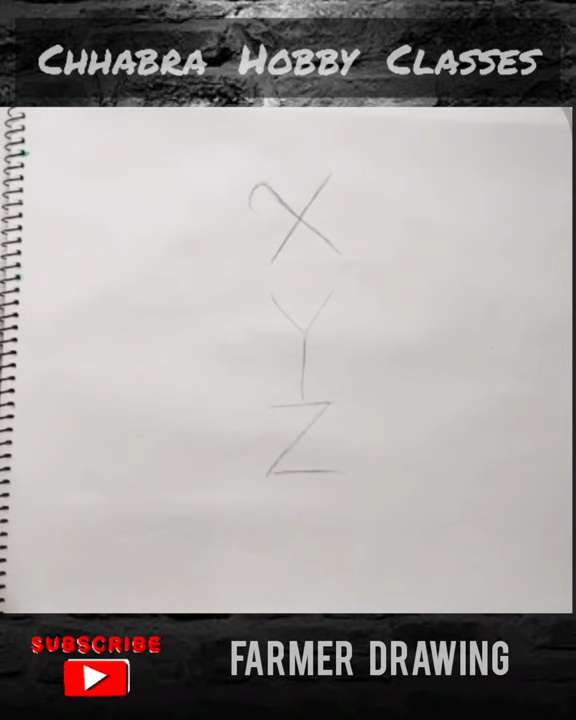 CHHABRA HOBBY CLASSES
X
Y
Z
SUBSCRIBE
FARMER DRAWING